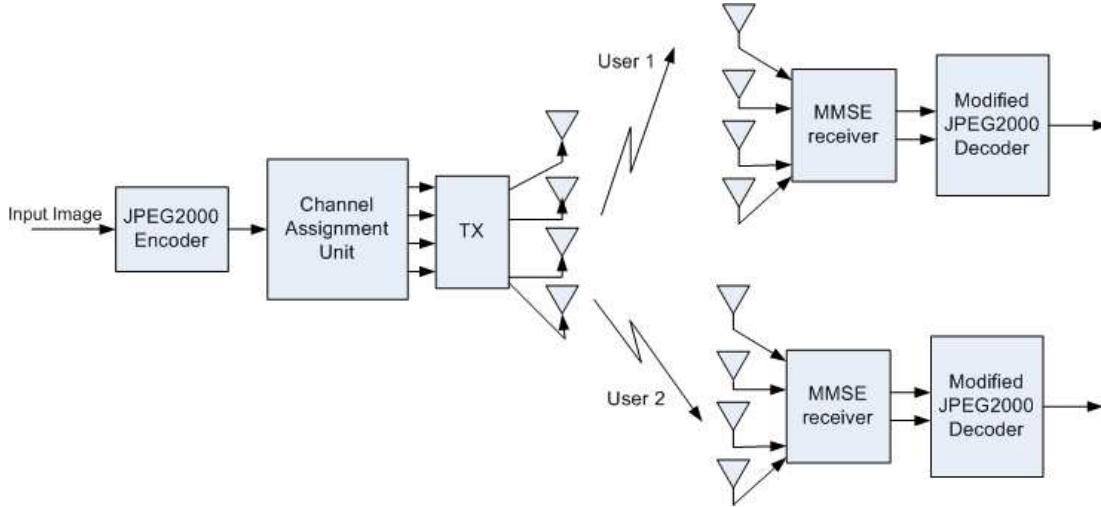 Input Image
JPEG2000
Encoder
Channel
Assignment
Unit
TX
User 1
MMSE
receiver
Modified
JPEG2000
Decoder
User 2
MMSE
receiver
Modified
JPEG2000
Decoder